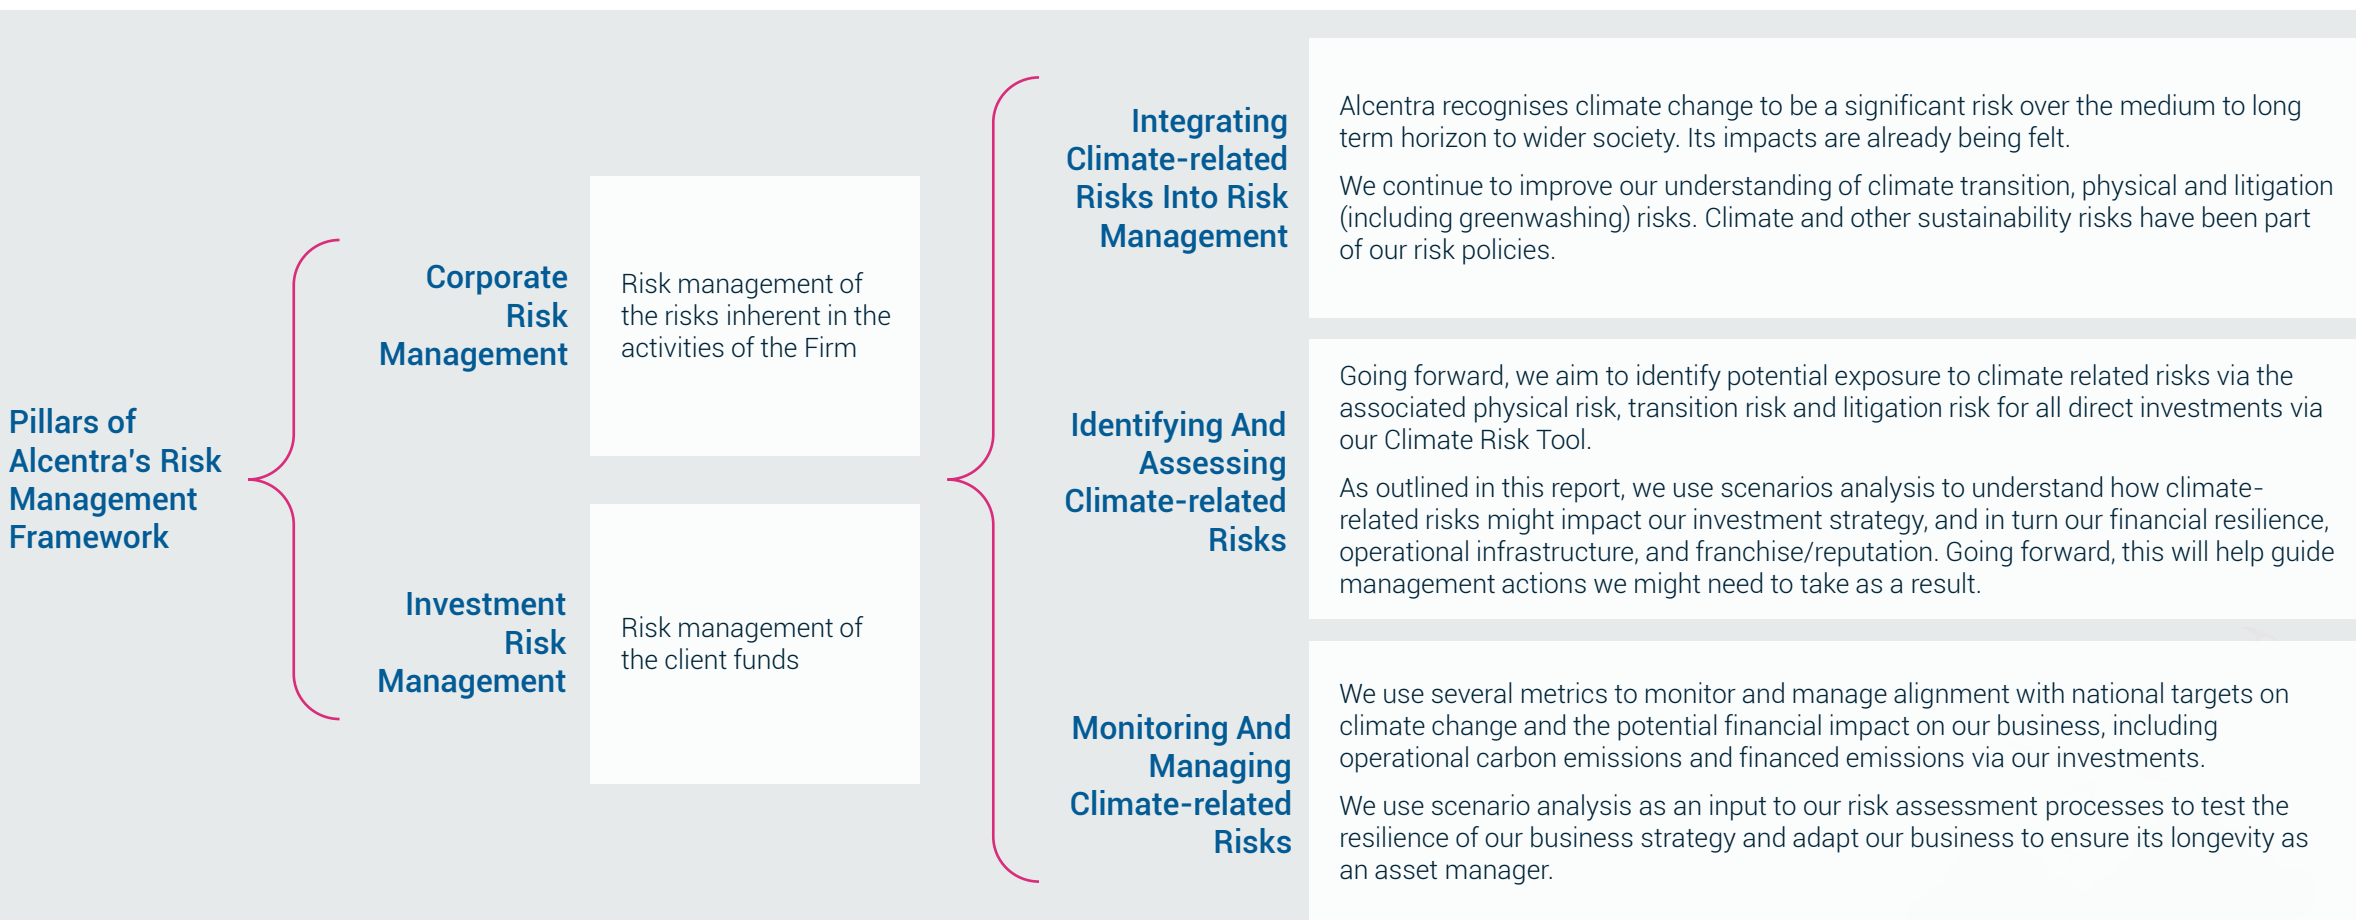 Pillars of
Alcentra's Risk
Management
Framework
Corporate
Risk
Management
Risk management of
the risks inherent in the
activities of the Firm
Investment
Risk
Management
Risk management of
the client funds
Integrating
Climate-related
Risks Into Risk
Management
Alcentra recognises climate change to be a significant risk over the medium to long
term horizon to wider society. Its impacts are already being felt.
We continue to improve our understanding of climate transition, physical and litigation
(including greenwashing) risks. Climate and other sustainability risks have been part
of our risk policies.
Identifying And
Assessing
Climate-related
Risks
Going forward, we aim to identify potential exposure to climate related risks via the
associated physical risk, transition risk and litigation risk for all direct investments via
our Climate Risk Tool.
As outlined in this report, we use scenarios analysis to understand how climate-
related risks might impact our investment strategy, and in turn our financial resilience,
operational infrastructure, and franchise/reputation. Going forward, this will help guide
management actions we might need to take as a result.
Monitoring And
Managing
Climate-related
Risks
We use several metrics to monitor and manage alignment with national targets on
climate change and the potential financial impact on our business, including
operational carbon emissions and financed emissions via our investments.
We use scenario analysis as an input to our risk assessment processes to test the
resilience of our business strategy and adapt our business to ensure its longevity as
an asset manager.